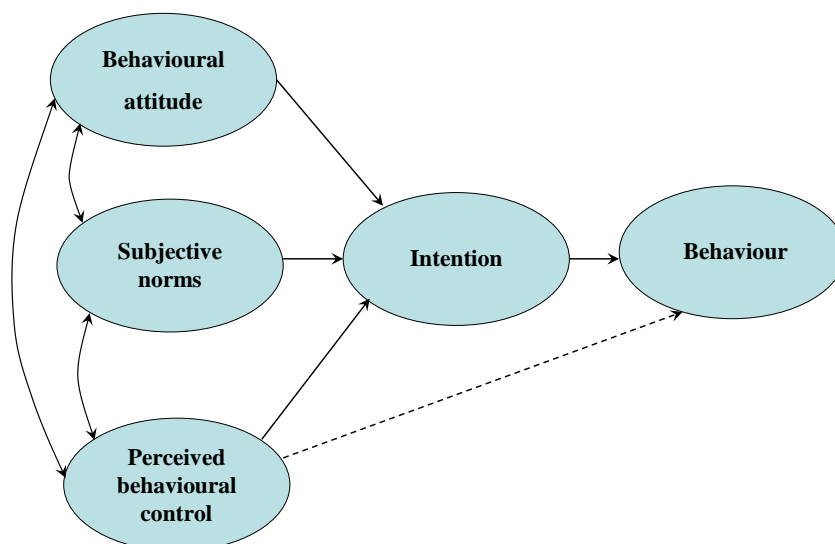 Behavioural
attitude
Subjective
norms
Intention
Behaviour
Perceived
behavioural
control